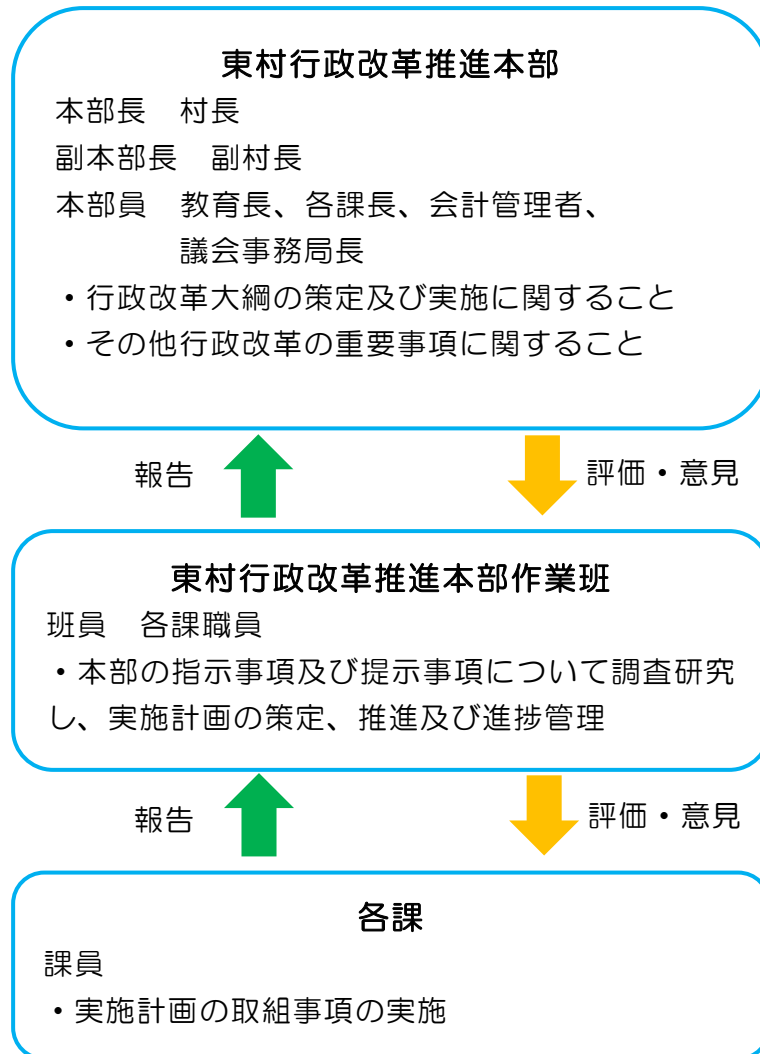 東村行政改革推進本部
本部長　村長
副本部長　副村長
本部員　教育長、各課長、会計管理者、
議会事務局長
・行政改革大綱の策定及び実施に関すること
・その他行政改革の重要事項に関すること
報告
評価・意見
東村行政改革推進本部作業班
班員　各課職員
・本部の指示事項及び提示事項について調査研究
し、実施計画の策定、推進及び進捗管理
報告
評価・意見
各課
課員
・実施計画の取組事項の実施